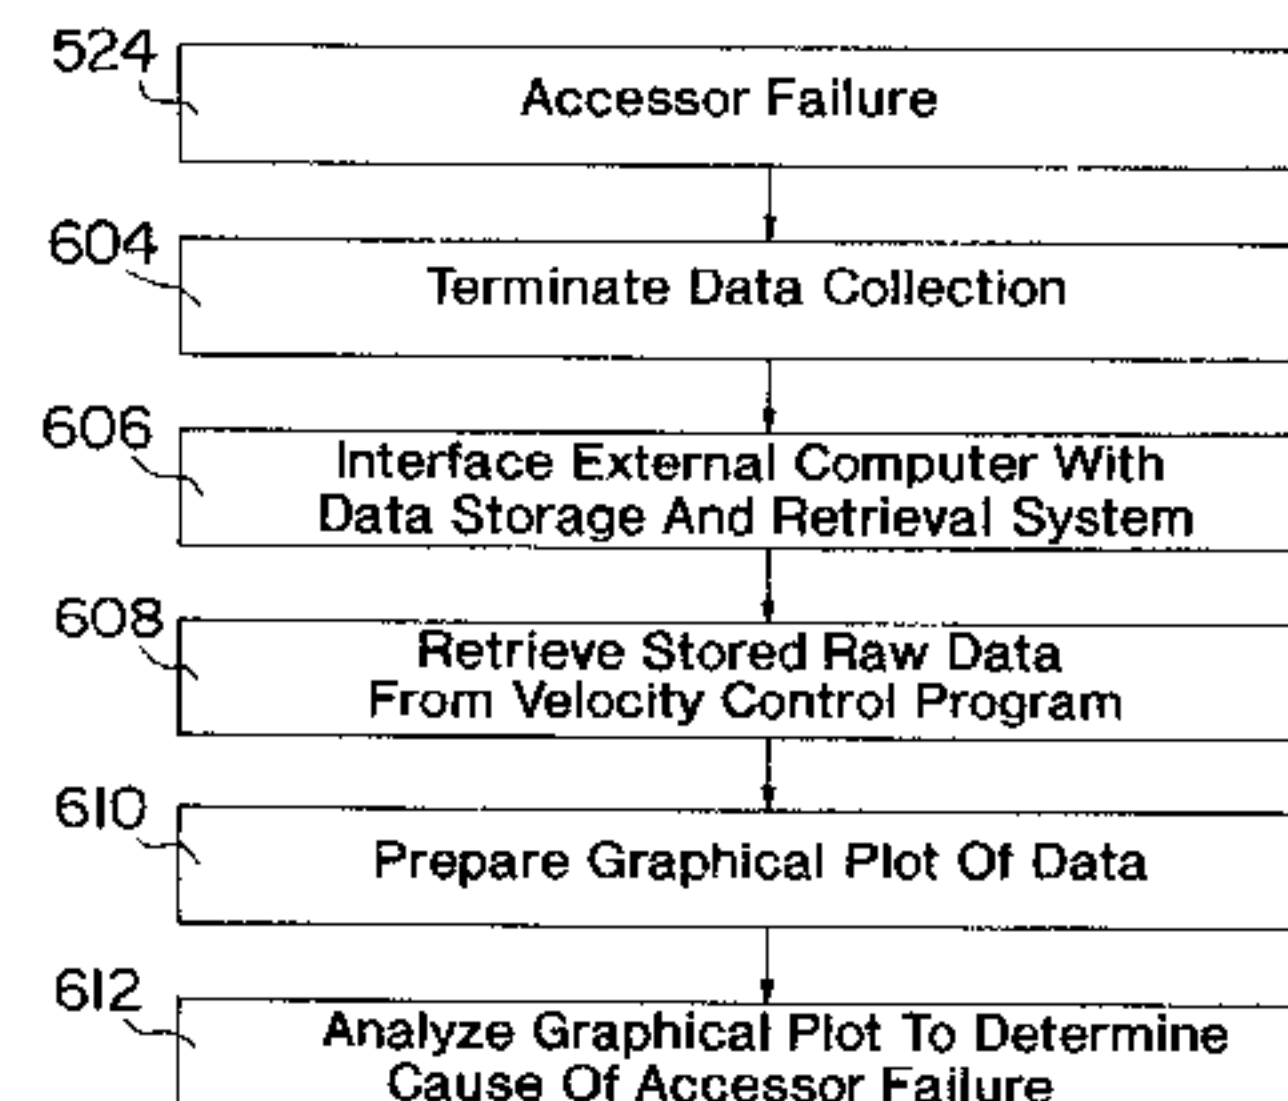 524
Accessor Failure
604
Terminate Data Collection
606
Interface External Computer With
Data Storage And Retrieval System
608
Retrieve Stored Raw Data
From Velocity Control Program
610
Prepare Graphical Plot Of Data
612
Analyze Graphical Plot To Determine
Cause Of Accessor Failure